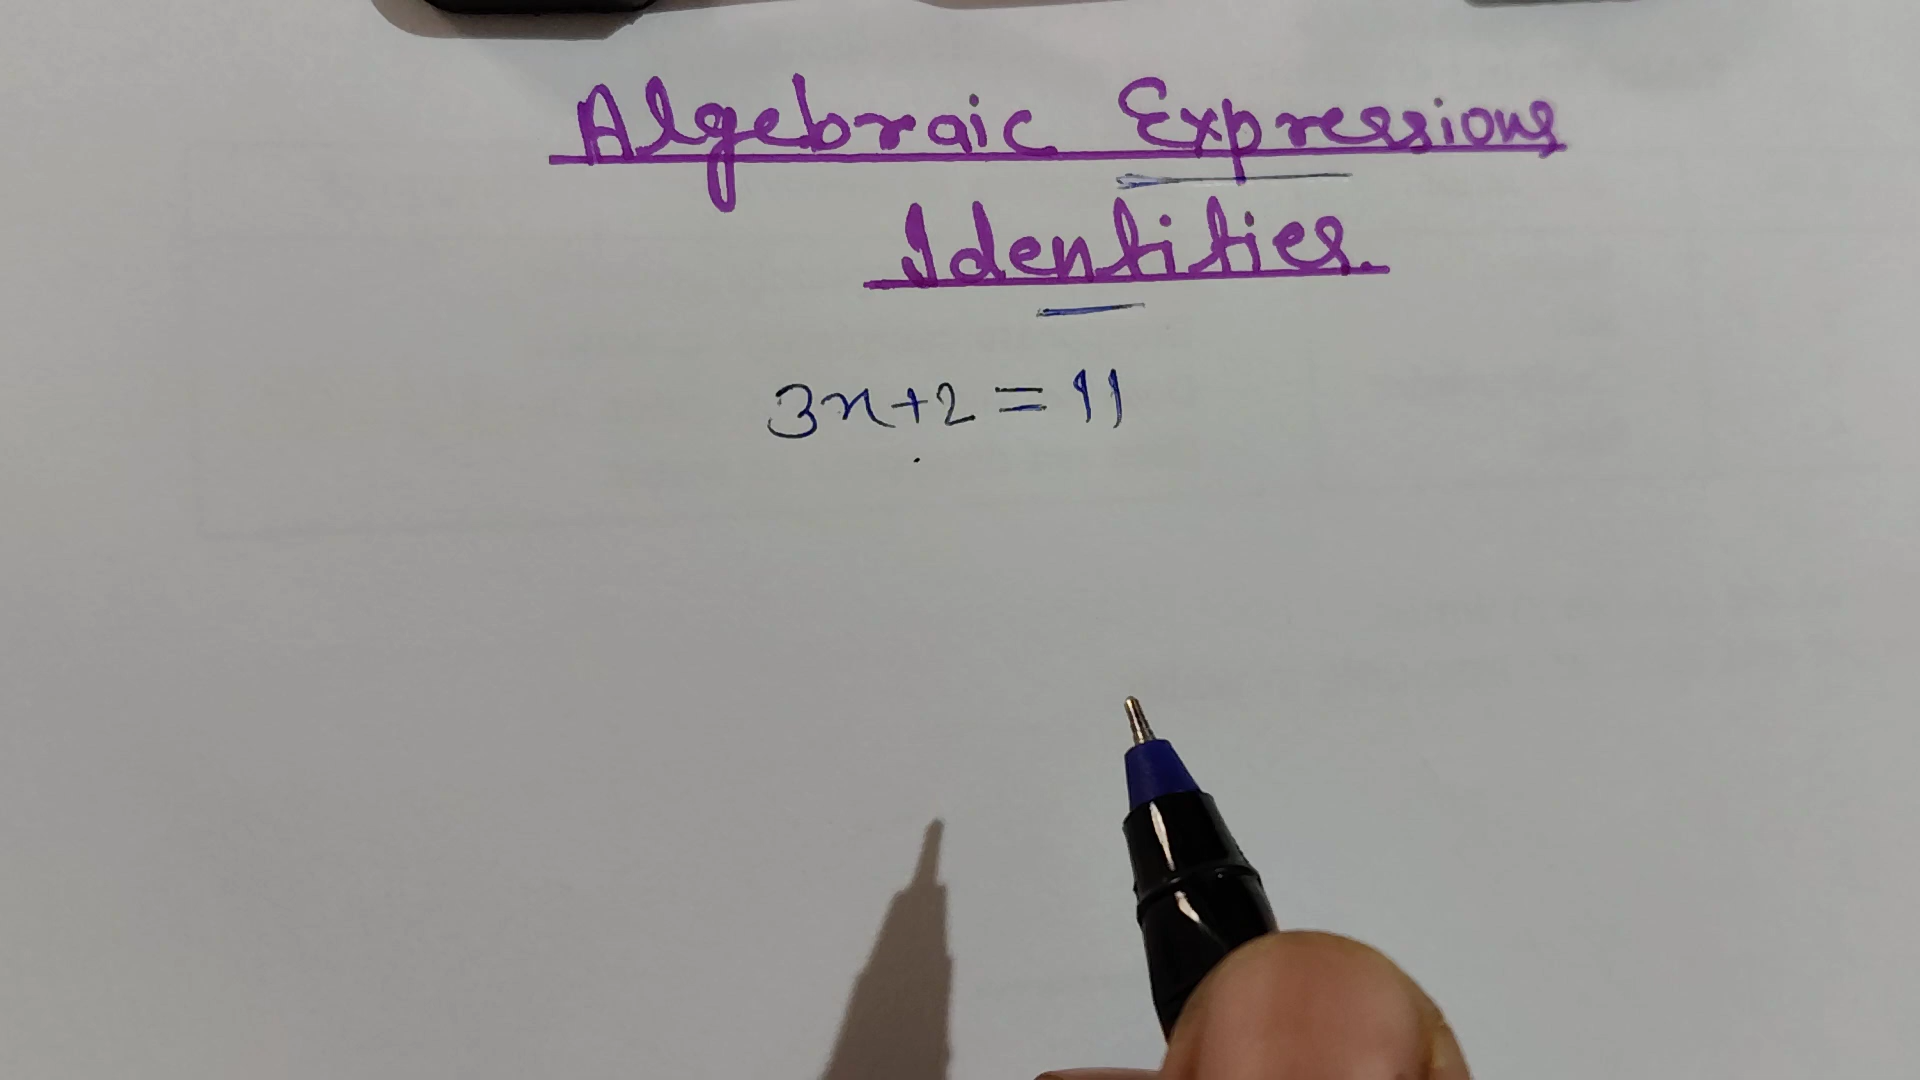 Algebraic Expressions
Identities.
3x+2 = 11